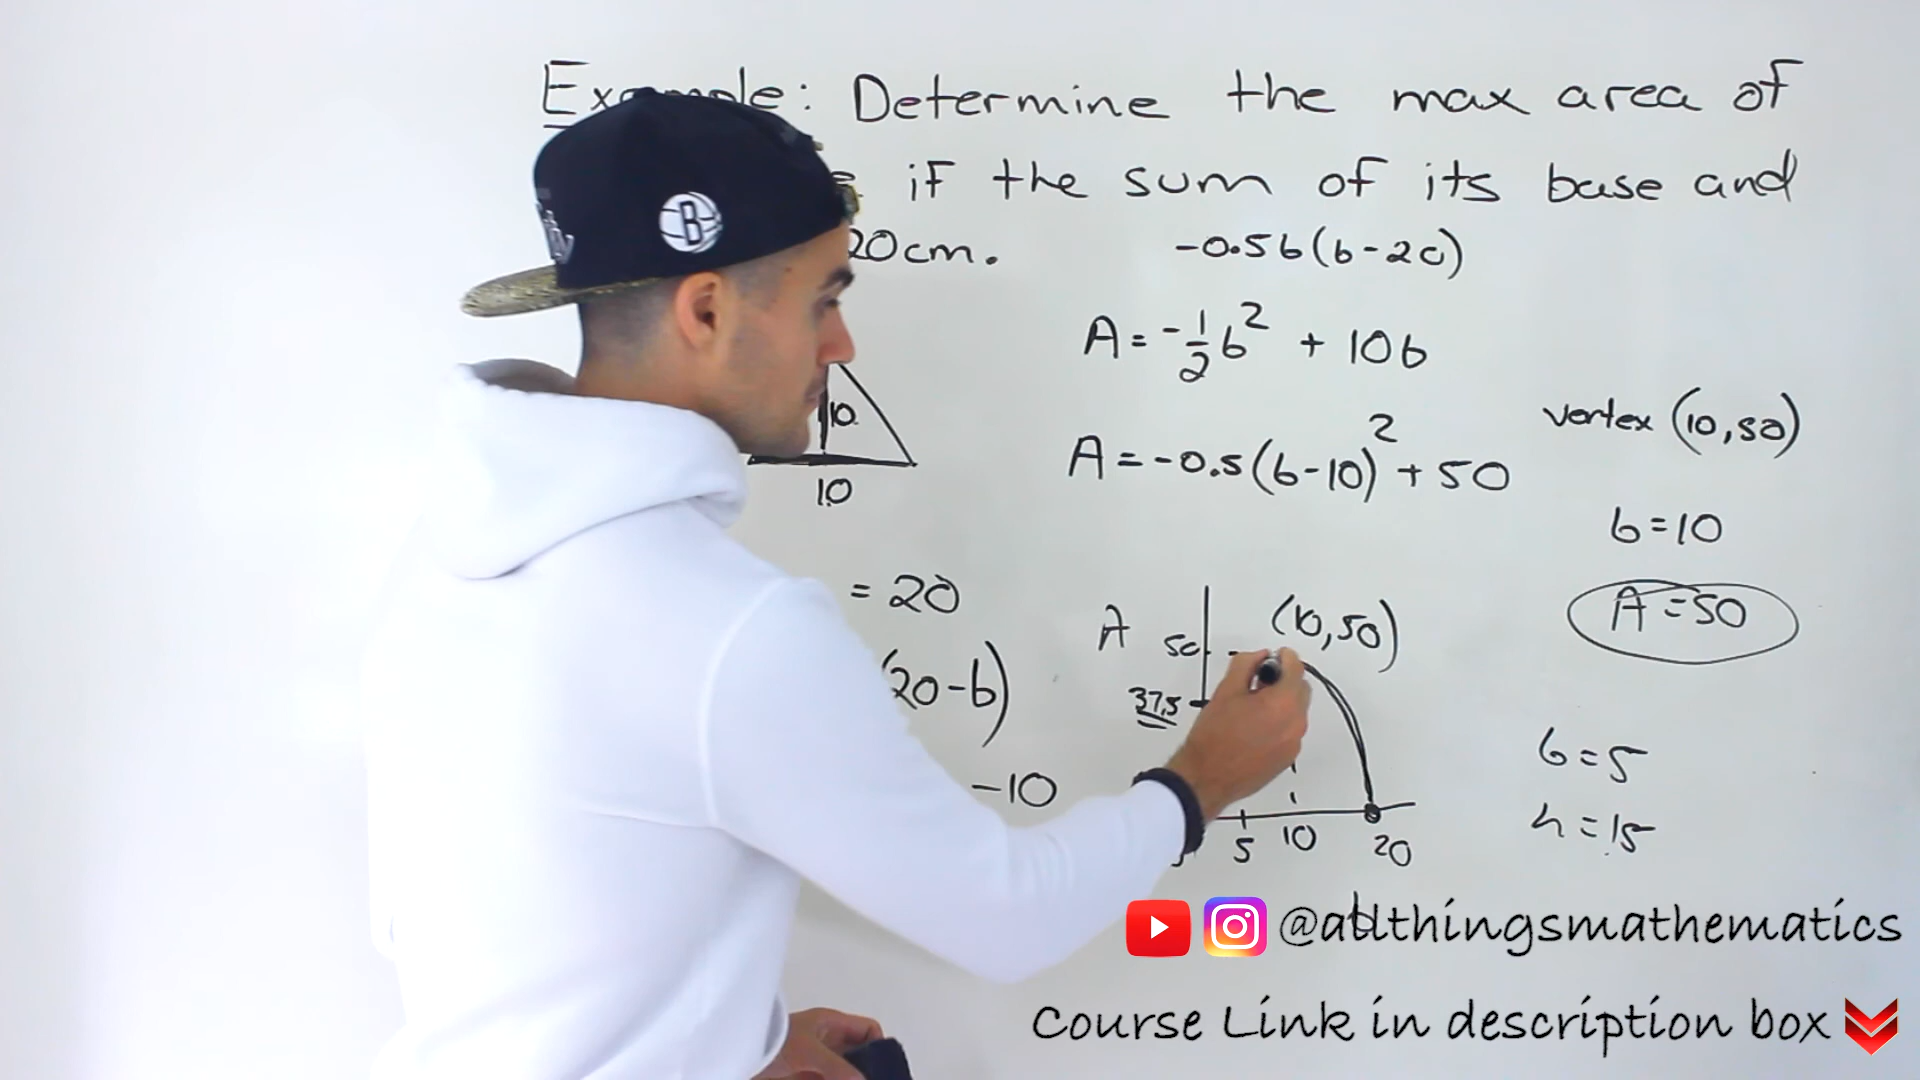 Example: Determine the max area of
if the sum of its base and
20cm.
-0.5b(b-20)
A = -1/2 b² + 10b
vertex (10,50)
10
A = -0.5(b-10)² + 50
10
b=10
= 20
A = 50
A 50 (10,50)
(20-b)
37.5
b=5
-10
h=15
5 10 20
b
B
@allthingsmathematics
Course Link in description box